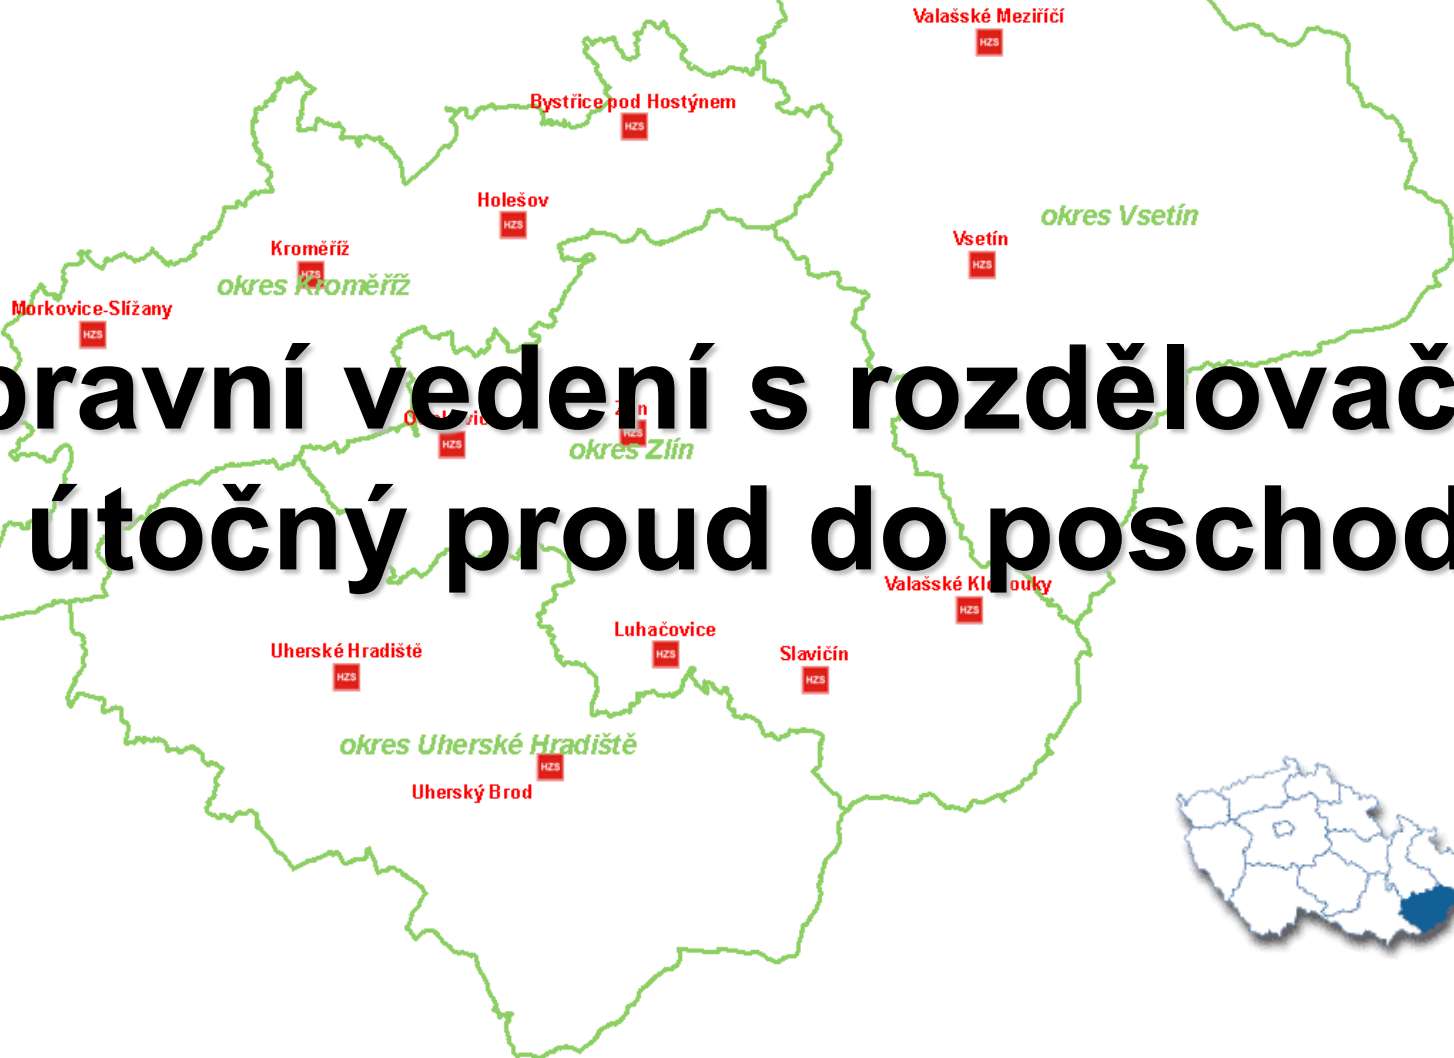 Valašské Meziříčí
HZS
Bystřice pod Hostýnem
HZS
Holešov
HZS
okres Vsetín
Vsetín
HZS
Kroměříž
HZS
okres Kroměříž
Morkovice-Slížany
HZS
pravní vedení s rozdělovač
HZS
HZS
okres Zlín
útočný proud do poschod
Valašské
HZS
Luhačovice
HZS
Slavičín
HZS
Uherské Hradiště
HZS
okres Uherské Hradiště
HZS
Uherský Brod